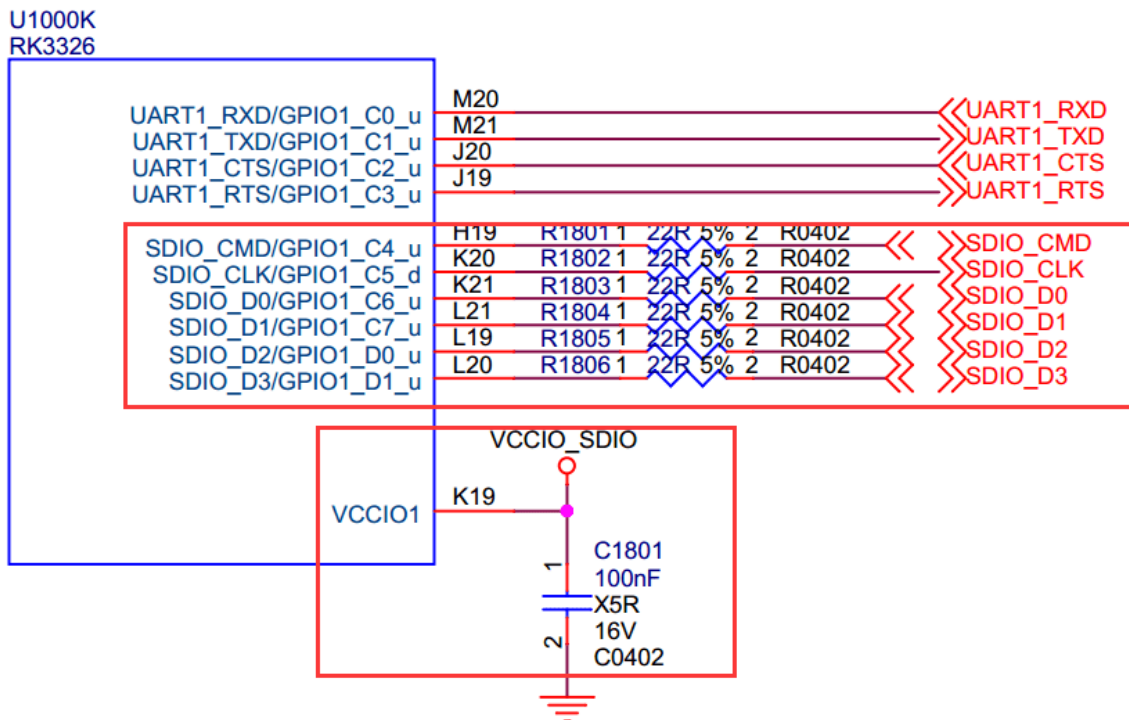 U1000K
RK3326
UART1_RXD/GPIO1_C0_u M20 UART1_RXD
UART1_TXD/GPIO1_C1_u M21 UART1_TXD
UART1_CTS/GPIO1_C2_u J20 UART1_CTS
UART1_RTS/GPIO1_C3_u J19 UART1_RTS
SDIO_CMD/GPIO1_C4_u H19 R1801 1 22R 5% 2 R0402 SDIO_CMD
SDIO_CLK/GPIO1_C5_d K20 R1802 1 22R 5% 2 R0402 SDIO_CLK
SDIO_D0/GPIO1_C6_u K21 R1803 1 22R 5% 2 R0402 SDIO_D0
SDIO_D1/GPIO1_C7_u L21 R1804 1 22R 5% 2 R0402 SDIO_D1
SDIO_D2/GPIO1_D0_u L19 R1805 1 22R 5% 2 R0402 SDIO_D2
SDIO_D3/GPIO1_D1_u L20 R1806 1 22R 5% 2 R0402 SDIO_D3
VCCIO_SDIO
VCCIO1 K19
C1801
1 100nF
X5R
2 16V
C0402